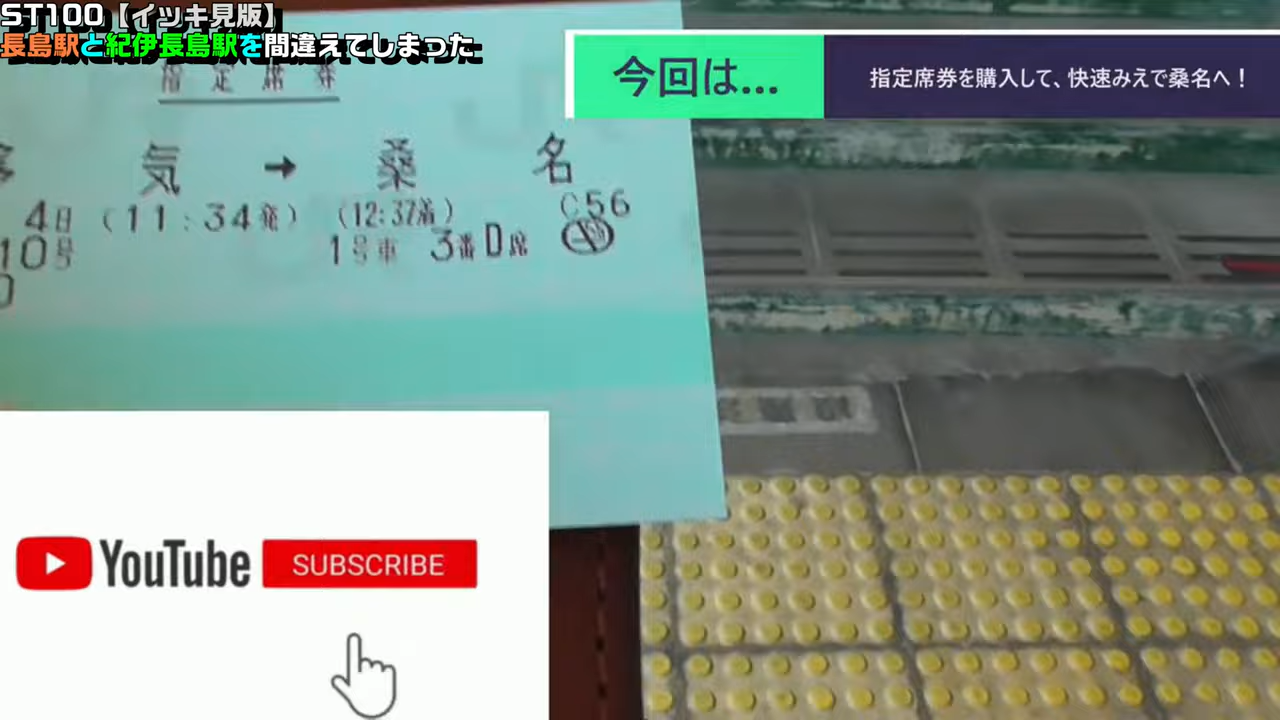 ST100【イッキ見版】
長島駅と紀伊長島駅を間違えてしまった
今回は...
指定席券を購入して、快速みえで桑名へ！
指定席券
気 → 桑名
4日 (11:34発) (12:37着) C56
10号 1号車 3番D席
YouTube SUBSCRIBE